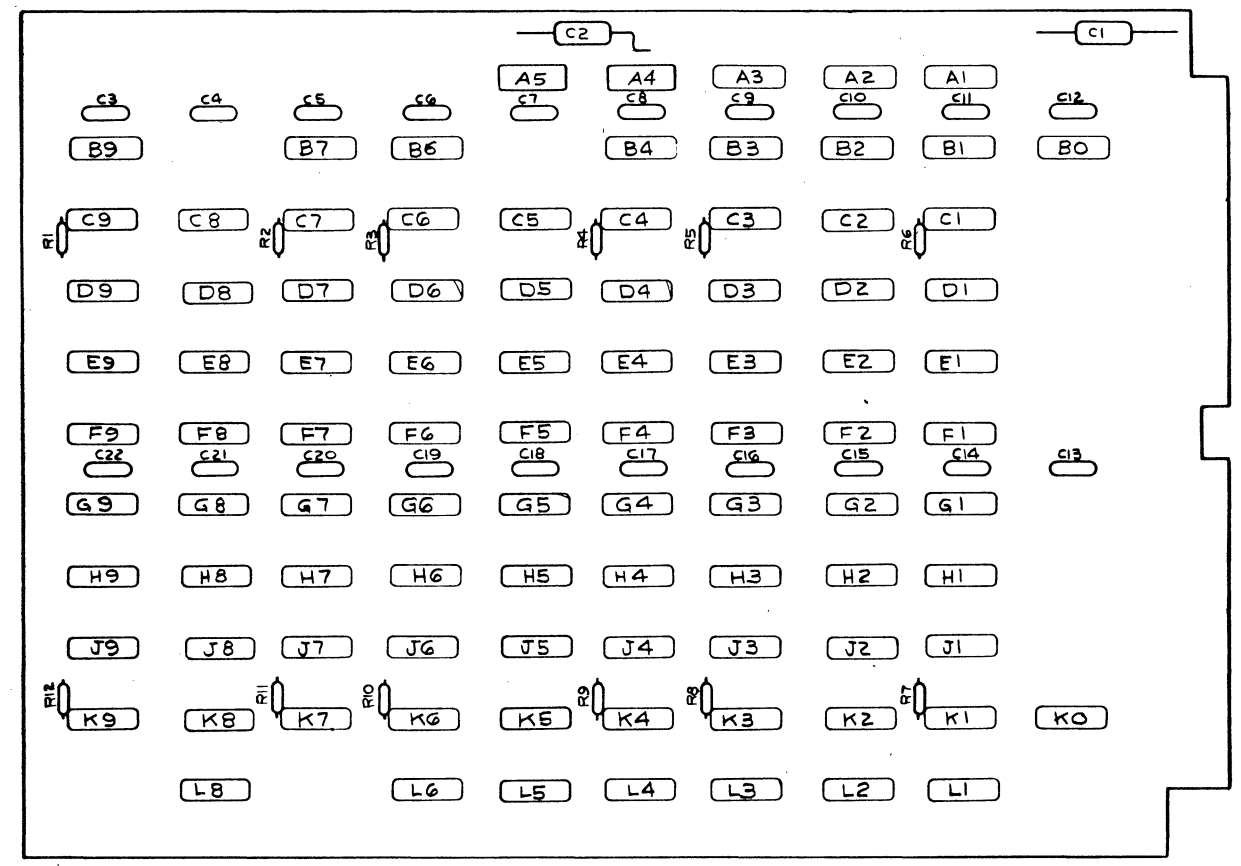 C2 C1
A5 A4 A3 A2 A1
C3 C4 C5 C6 C7 C8 C9 C10 C11 C12
B9 B7 B6 B4 B3 B2 B1 B0
C9 C8 C7 C6 C5 C4 C3 C2 C1
R1 R2 R3 R4 R5 R6
D9 D8 D7 D6 D5 D4 D3 D2 D1
E9 E8 E7 E6 E5 E4 E3 E2 E1
F9 F8 F7 F6 F5 F4 F3 F2 F1
C22 C21 C20 C19 C18 C17 C16 C15 C14 C13
G9 G8 G7 G6 G5 G4 G3 G2 G1
H9 H8 H7 H6 H5 H4 H3 H2 H1
J9 J8 J7 J6 J5 J4 J3 J2 J1
R12 R11 R10 R9 R8 R7
K9 K8 K7 K6 K5 K4 K3 K2 K1 K0
L8 L6 L5 L4 L3 L2 L1